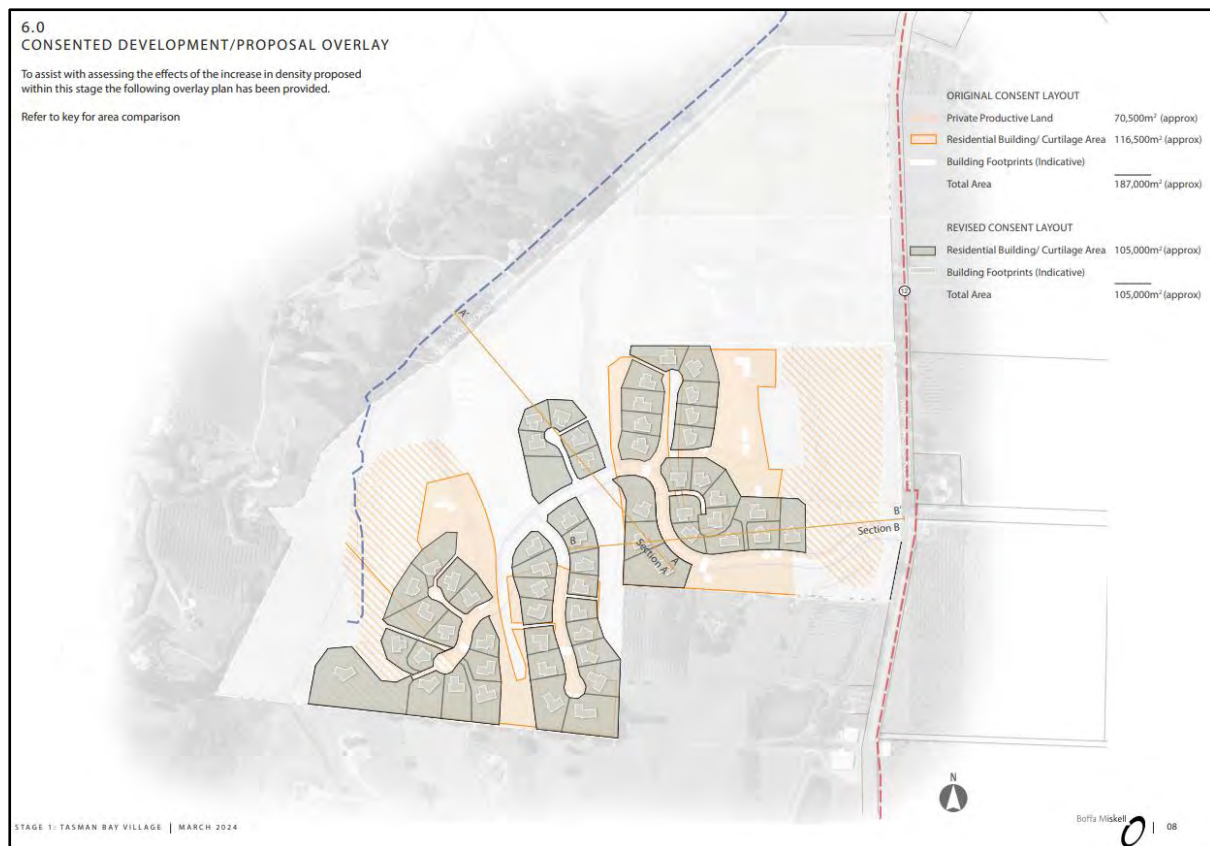 6.0
CONSENTED DEVELOPMENT/PROPOSAL OVERLAY
To assist with assessing the effects of the increase in density proposed
within this stage the following overlay plan has been provided.
Refer to key for area comparison
ORIGINAL CONSENT LAYOUT
Private Productive Land 70,500m² (approx)
Residential Building/ Curtilage Area 116,500m² (approx)
Building Footprints (Indicative)
Total Area 187,000m² (approx)
REVISED CONSENT LAYOUT
Residential Building/ Curtilage Area 105,000m² (approx)
Building Footprints (Indicative)
Total Area 105,000m² (approx)
A'
B'
Section B
B
A
Section A
N
STAGE 1: TASMAN BAY VILLAGE | MARCH 2024
Boffa Miskell | 08